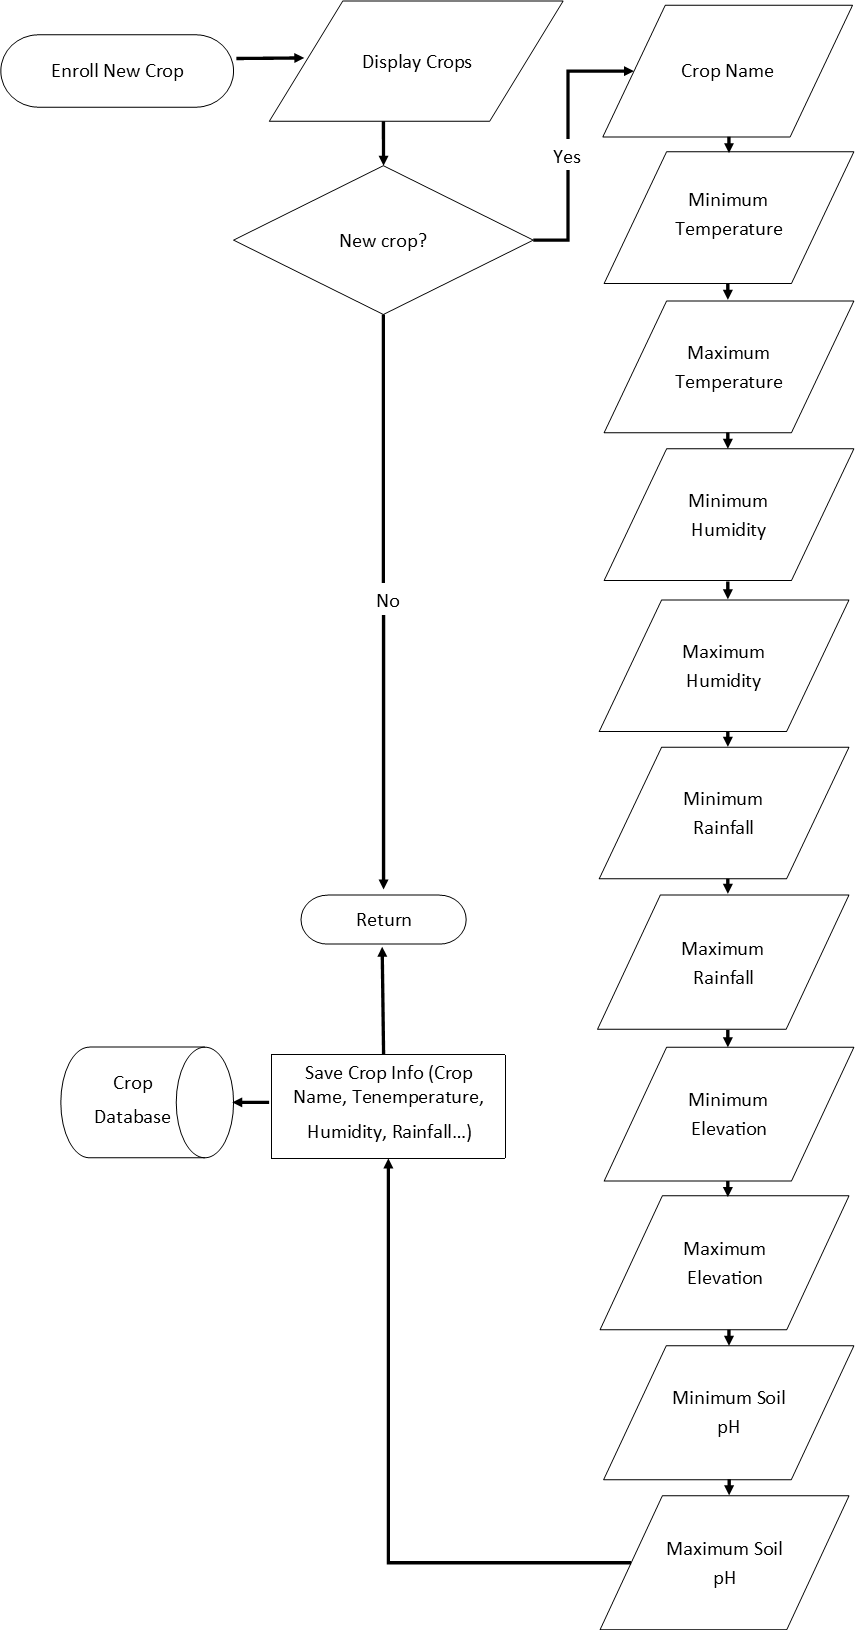 Enroll New Crop
Display Crops
New crop?
Yes
Crop Name
Minimum
Temperature
Maximum
Temperature
Minimum
Humidity
Maximum
Humidity
Minimum
Rainfall
Maximum
Rainfall
Minimum
Elevation
Maximum
Elevation
Minimum Soil
pH
Maximum Soil
pH
No
Return
Save Crop Info (Crop
Name, Tenemperature,
Humidity, Rainfall...)
Crop
Database